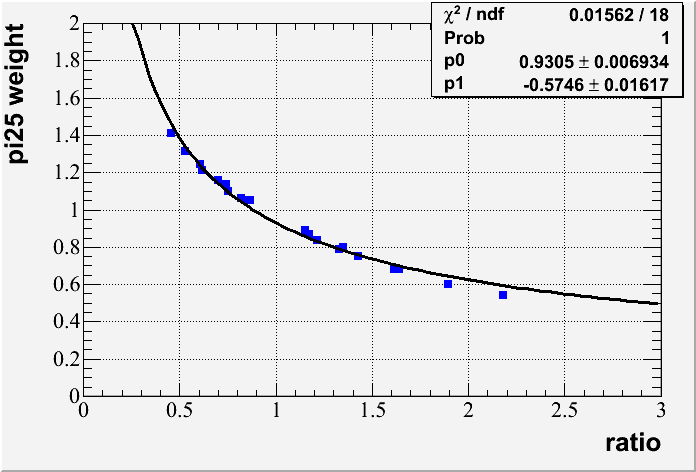 χ² / ndf 0.01562 / 18
Prob 1
p0 0.9305 ± 0.006934
p1 -0.5746 ± 0.01617
pi25 weight
2
1.8
1.6
1.4
1.2
1
0.8
0.6
0.4
0.2
0
0 0.5 1 1.5 2 2.5 3
ratio